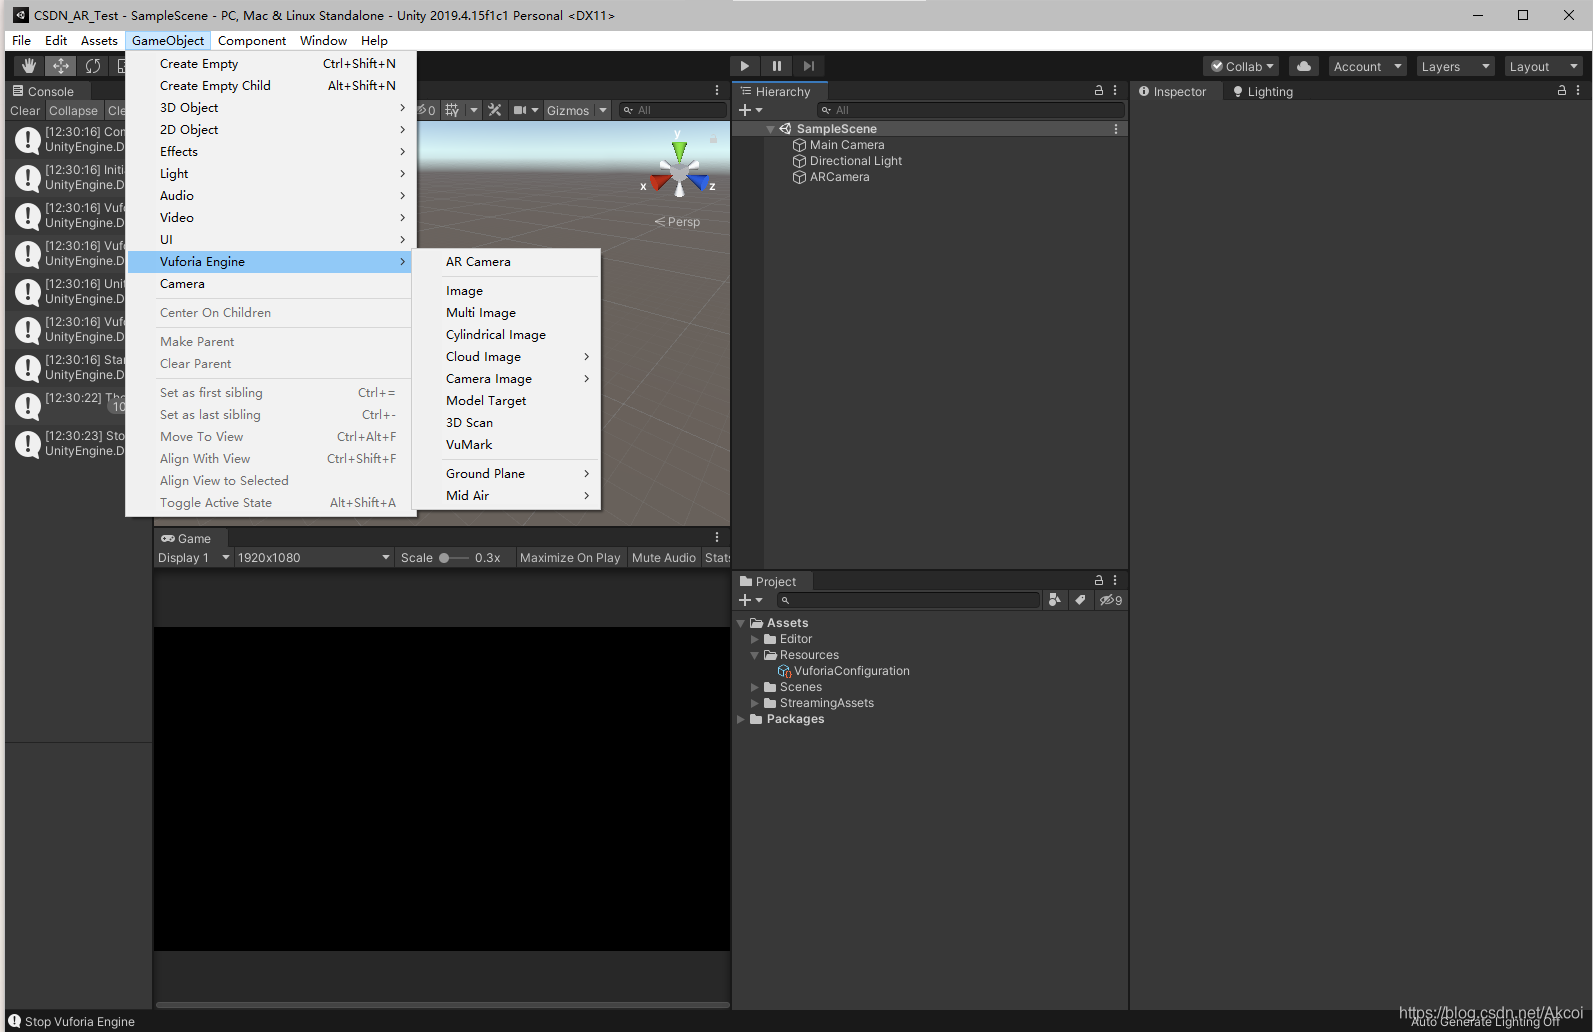 CSDN_AR_Test - SampleScene - PC, Mac & Linux Standalone - Unity 2019.4.15f1c1 Personal <DX11>
File Edit Assets GameObject Component Window Help
Collab Account Layers Layout
Console
Clear Collapse
[12:30:16]
UnityEngine.D
[12:30:16] Initi
UnityEngine.D
[12:30:16] Vufo
UnityEngine.D
[12:30:16] Vufo
UnityEngine.D
[12:30:16] Unit
UnityEngine.D
[12:30:16] Vufo
UnityEngine.D
[12:30:16] Star
UnityEngine.D
[12:30:22]
10
[12:30:23] Sto
UnityEngine.D
Create Empty Ctrl+Shift+N
Create Empty Child Alt+Shift+N
3D Object
2D Object
Effects
Light
Audio
Video
UI
Vuforia Engine
Camera
Center On Children
Make Parent
Clear Parent
Set as first sibling Ctrl+=
Set as last sibling Ctrl+-
Move To View Ctrl+Alt+F
Align With View Ctrl+Shift+F
Align View to Selected
Toggle Active State Alt+Shift+A
AR Camera
Image
Multi Image
Cylindrical Image
Cloud Image
Camera Image
Model Target
3D Scan
VuMark
Ground Plane
Mid Air
0 Gizmos All
y
x z
Persp
Game
Display 1 1920x1080 Scale 0.3x Maximize On Play Mute Audio Stats
Hierarchy
All
SampleScene
Main Camera
Directional Light
ARCamera
Project
9
Assets
Editor
Resources
VuforiaConfiguration
Scenes
StreamingAssets
Packages
Inspector Lighting
https://blog.csdn.net/Akcoi
Stop Vuforia Engine
Auto Generate Lighting Off